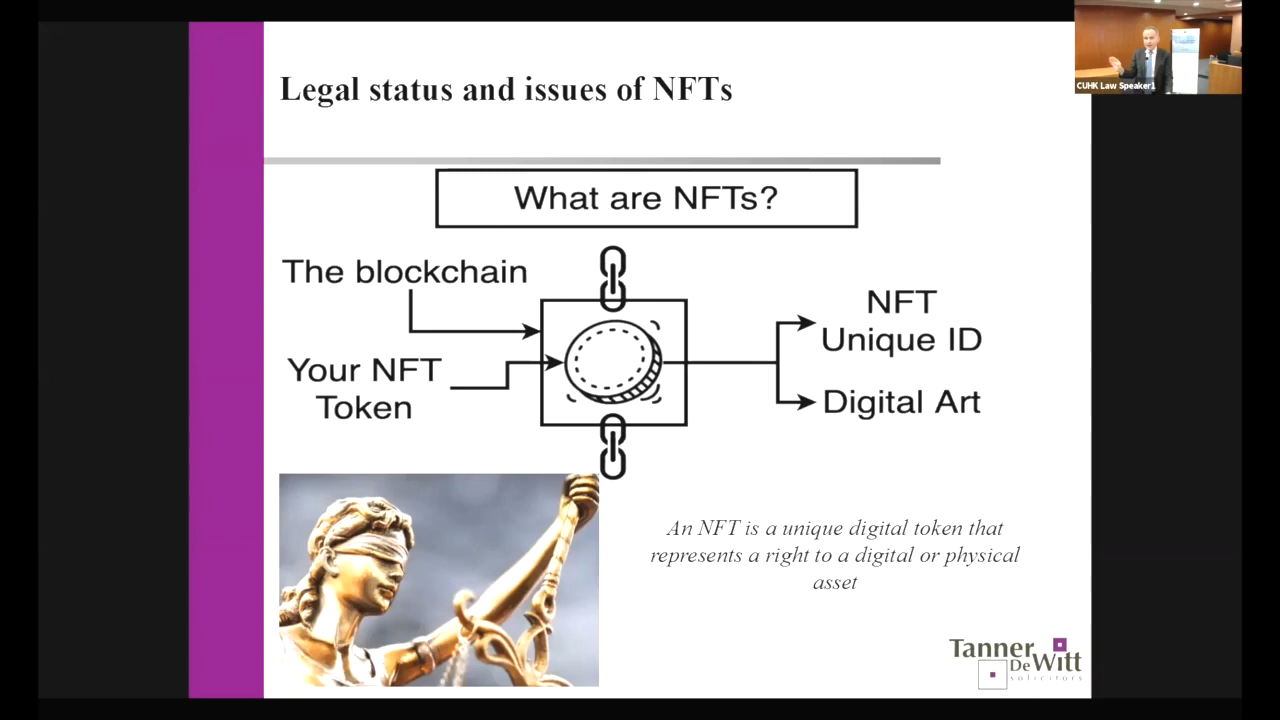 Legal status and issues of NFTs
CUHK Law Speaker1
What are NFTs?
The blockchain
Your NFT
Token
NFT
Unique ID
Digital Art
An NFT is a unique digital token that
represents a right to a digital or physical
asset
Tanner
DeWitt
solicitors